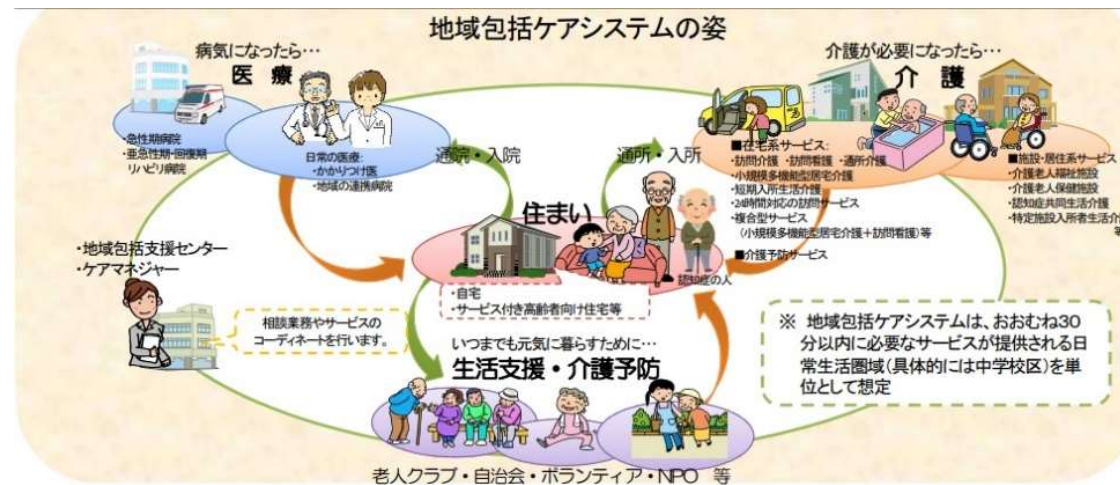 地域包括ケアシステムの姿
病気になったら…
医 療
介護が必要になったら…
介 護
・急性期病院
・亜急性期・回復期
リハビリ病院
日常の医療:
・かかりつけ医
・地域の連携病院
通院・入院
通所・入所
■在宅系サービス:
・訪問介護 ・訪問看護 ・通所介護
・小規模多機能型居宅介護
・短期入所生活介護
・24時間対応の訪問サービス
・複合型サービス
(小規模多機能型居宅介護+訪問看護)等
■介護予防サービス
■施設・居住系サービス
・介護老人福祉施設
・介護老人保健施設
・認知症共同生活介護
・特定施設入所者生活介
等
住まい
認知症の人
・自宅
・サービス付き高齢者向け住宅等
・地域包括支援センター
・ケアマネジャー
相談業務やサービスの
コーディネートを行います。
いつまでも元気に暮らすために…
生活支援・介護予防
老人クラブ・自治会・ボランティア・NPO 等
※ 地域包括ケアシステムは、おおむね30
分以内に必要なサービスが提供される日
常生活圏域(具体的には中学校区)を単
位として想定